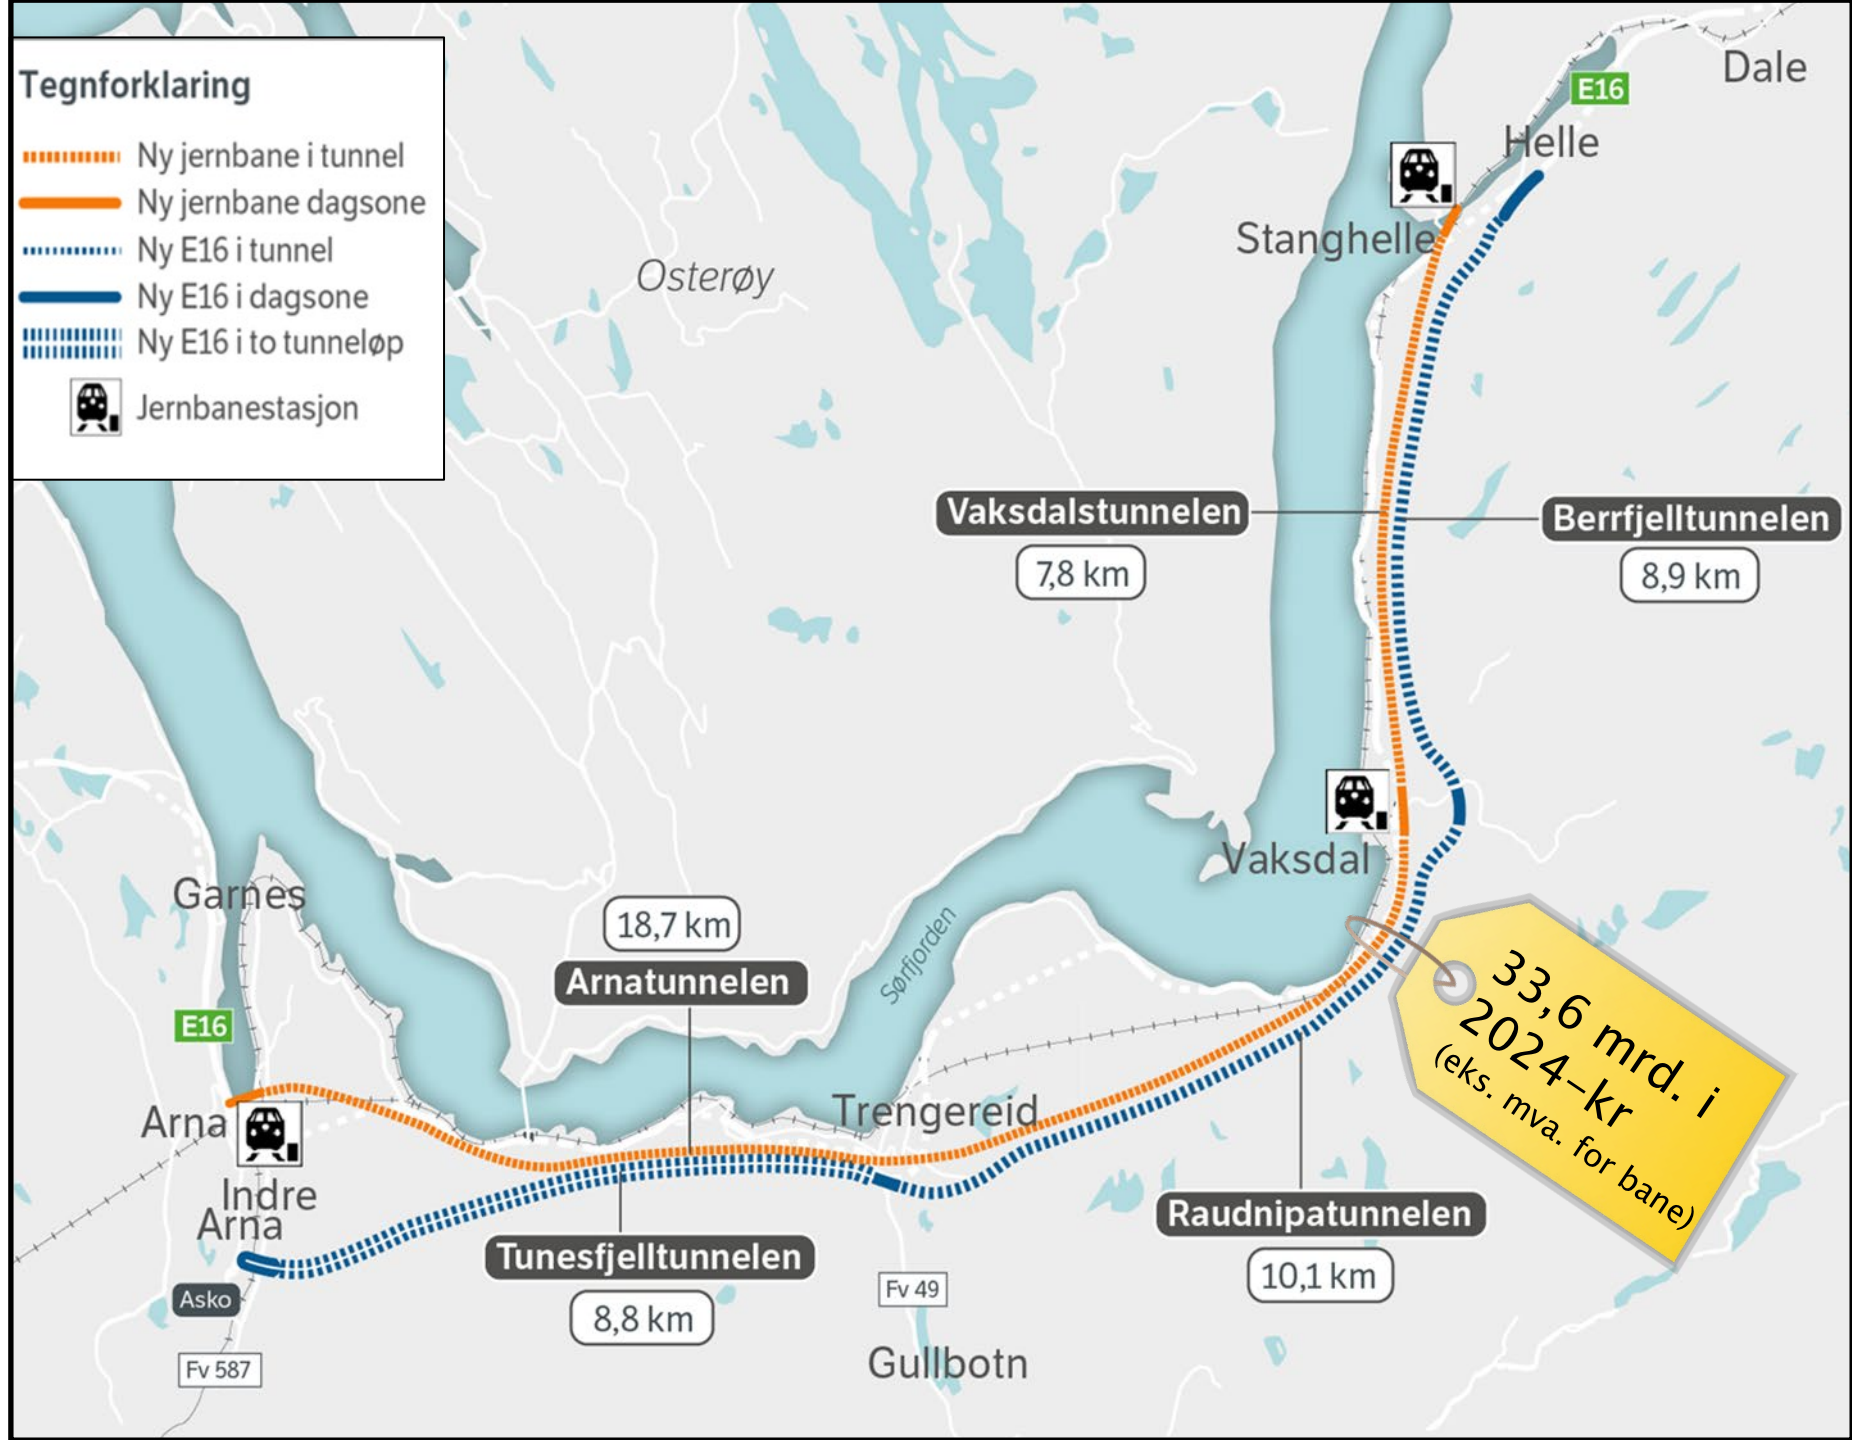 Tegnforklaring
Ny jernbane i tunnel
Ny jernbane dagsone
Ny E16 i tunnel
Ny E16 i dagsone
Ny E16 i to tunneløp
Jernbanestasjon
Dale
E16
Helle
Stanghelle
Osterøy
Vaksdalstunnelen
7,8 km
Berrfjelltunnelen
8,9 km
Vaksdal
Garnes
18,7 km
Arnatunnelen
Sørfjorden
E16
33,6 mrd. i
2024-kr
(eks. mva. for bane)
Arna
Trengereid
Indre
Arna
Raudnipatunnelen
10,1 km
Tunesfjelltunnelen
8,8 km
Asko
Fv 49
Fv 587
Gullbotn